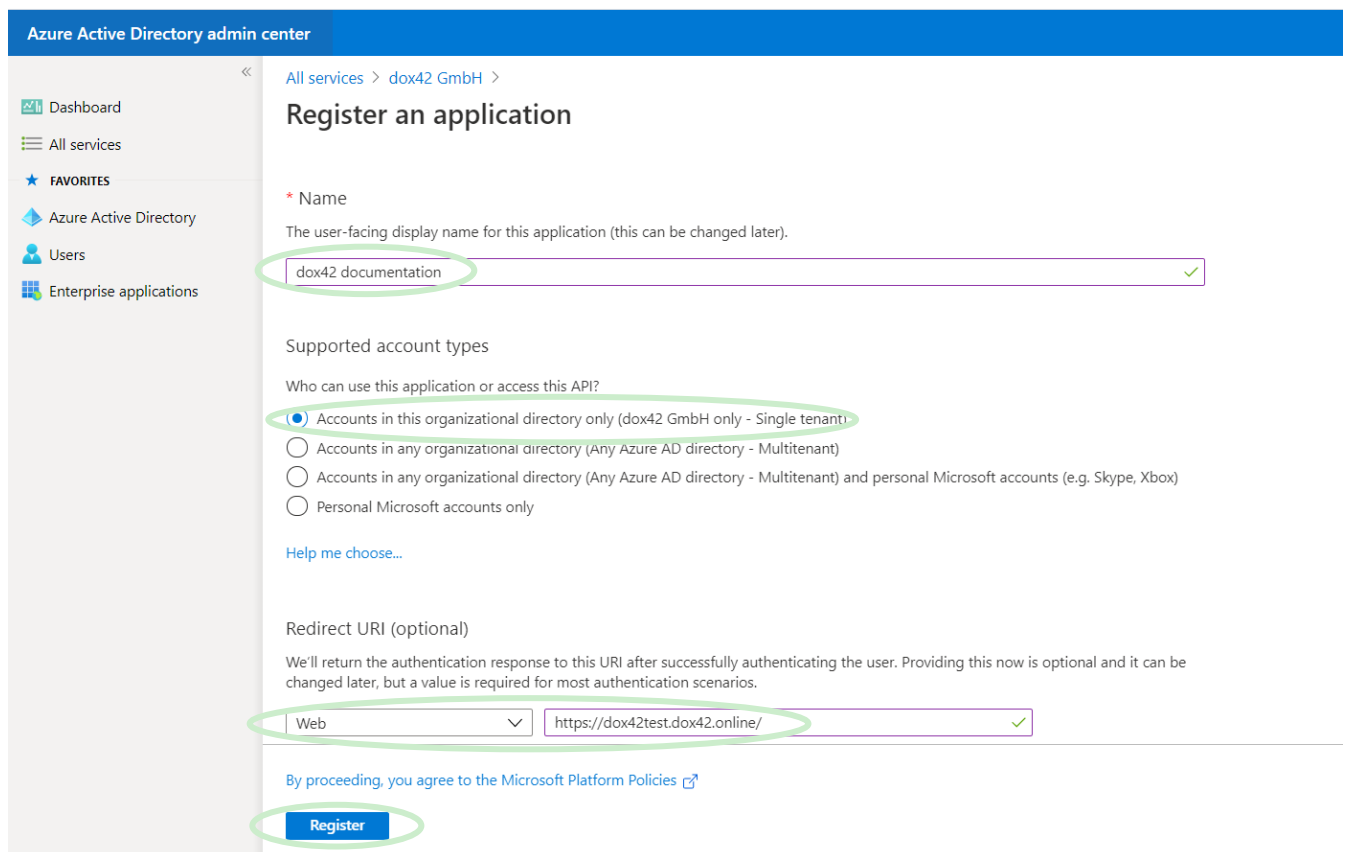 Azure Active Directory admin center
«
All services > dox42 GmbH >
Register an application
Dashboard
All services
FAVORITES
Azure Active Directory
Users
Enterprise applications
* Name
The user-facing display name for this application (this can be changed later).
dox42 documentation
Supported account types
Who can use this application or access this API?
Accounts in this organizational directory only (dox42 GmbH only - Single tenant)
Accounts in any organizational directory (Any Azure AD directory - Multitenant)
Accounts in any organizational directory (Any Azure AD directory - Multitenant) and personal Microsoft accounts (e.g. Skype, Xbox)
Personal Microsoft accounts only
Help me choose...
Redirect URI (optional)
We'll return the authentication response to this URI after successfully authenticating the user. Providing this now is optional and it can be
changed later, but a value is required for most authentication scenarios.
Web
https://dox42test.dox42.online/
By proceeding, you agree to the Microsoft Platform Policies
Register